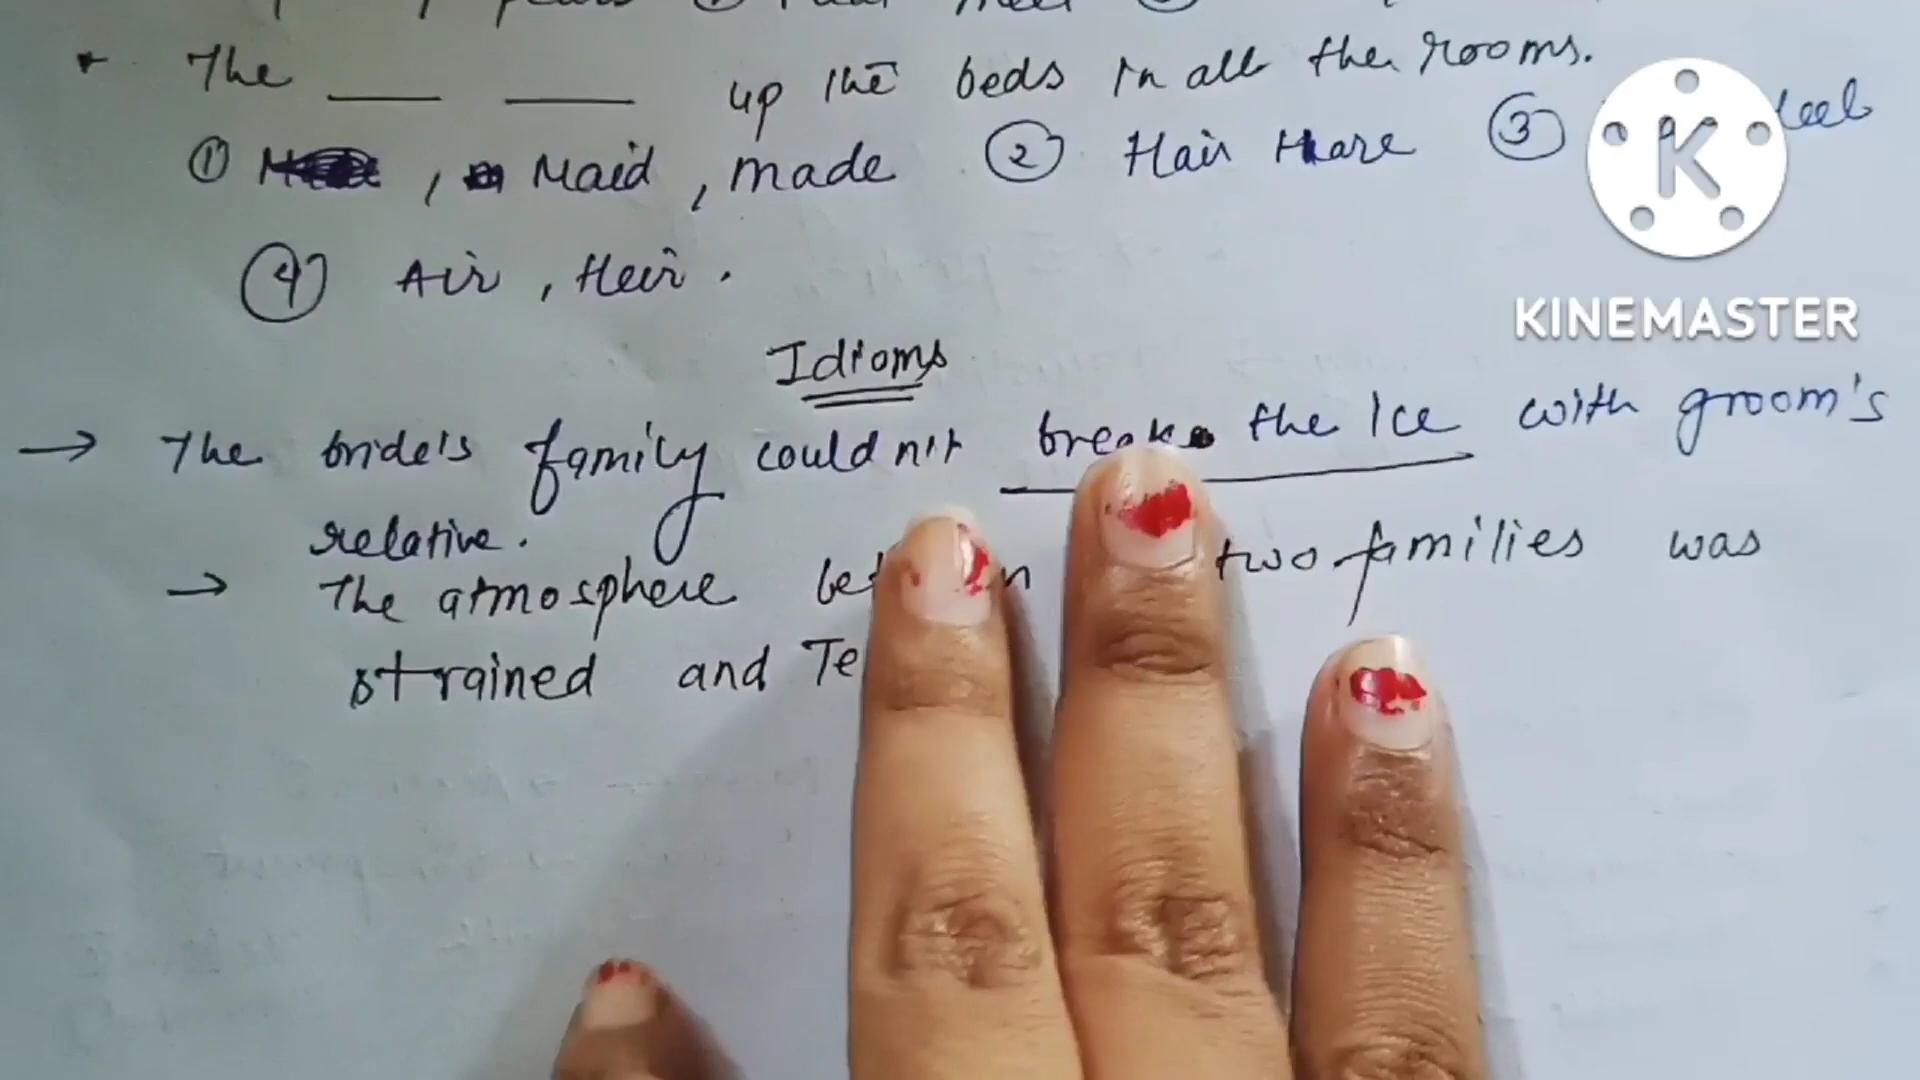 years
* The ___ ___ up the beds in all the rooms.
① , Maid, made ② Hair Hare ③
④ Air, Heir.
Idioms
→ The bride's family couldn't break the Ice with groom's
relative.
→ The atmosphere two families was
strained and
K
KINEMASTER